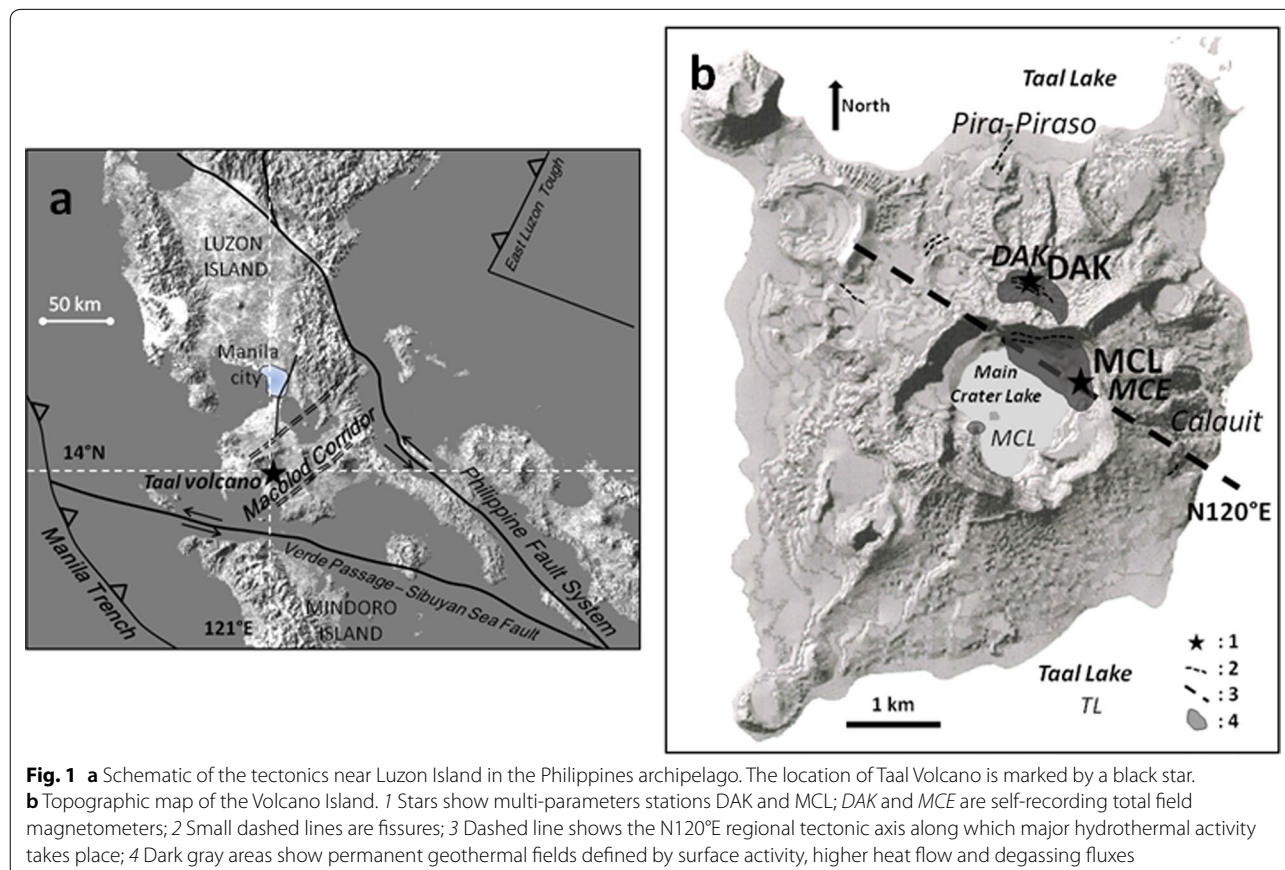 a
LUZON
ISLAND
50 km
East Luzon Tough
Manila
city
14°N
Taal volcano
Macolod Corridor
Philippine Fault System
Verde Passage – Sibuyan Sea Fault
Manila Trench
121°E
MINDORO
ISLAND
b
North
Taal Lake
Pira-Piraso
DAK DAK
MCL
MCE
Main
Crater Lake
MCL
Calauit
N120°E
Taal Lake
TL
1 km
: 1
: 2
: 3
: 4
Fig. 1 a Schematic of the tectonics near Luzon Island in the Philippines archipelago. The location of Taal Volcano is marked by a black star.
b Topographic map of the Volcano Island. 1 Stars show multi-parameters stations DAK and MCL; DAK and MCE are self-recording total field
magnetometers; 2 Small dashed lines are fissures; 3 Dashed line shows the N120°E regional tectonic axis along which major hydrothermal activity
takes place; 4 Dark gray areas show permanent geothermal fields defined by surface activity, higher heat flow and degassing fluxes